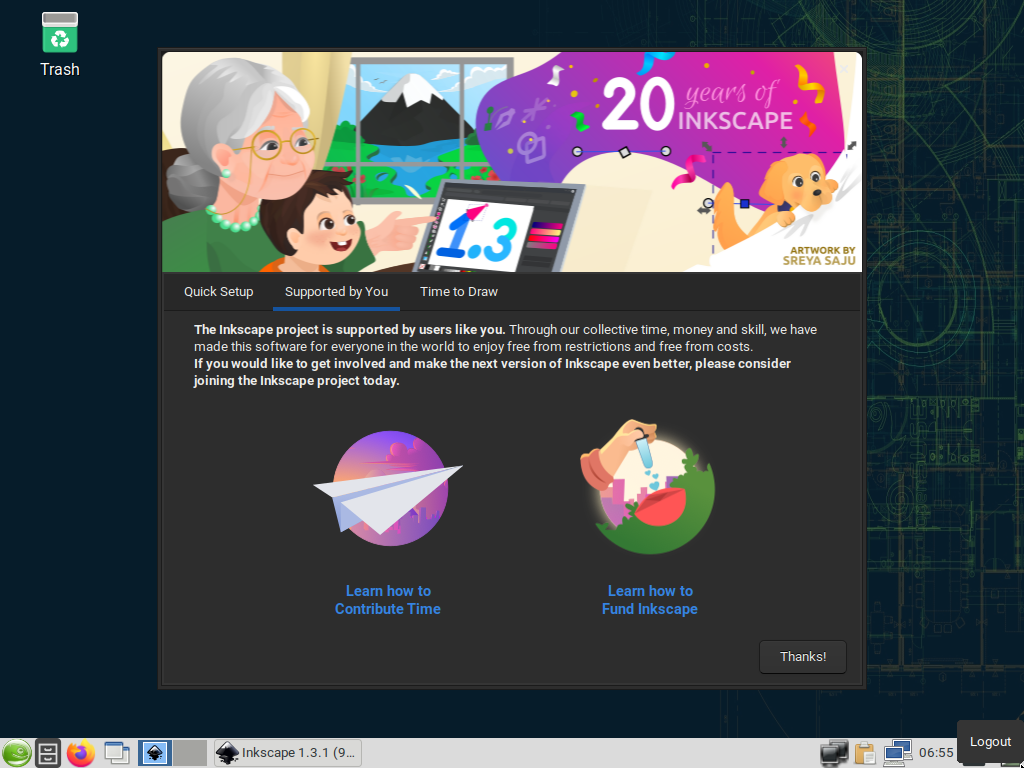 Trash
20 years of
INKSCAPE
1.3
ARTWORK BY
SREYA SAJU
Quick Setup
Supported by You
Time to Draw
The Inkscape project is supported by users like you. Through our collective time, money and skill, we have
made this software for everyone in the world to enjoy free from restrictions and free from costs.
If you would like to get involved and make the next version of Inkscape even better, please consider
joining the Inkscape project today.
Learn how to
Contribute Time
Learn how to
Fund Inkscape
Thanks!
Inkscape 1.3.1 (9...
06:55
Logout